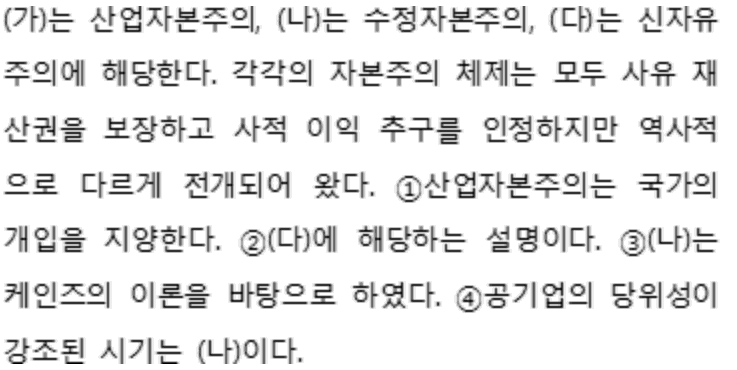 (가)는 산업자본주의, (나)는 수정자본주의, (다)는 신자유
주의에 해당한다. 각각의 자본주의 체제는 모두 사유 재
산권을 보장하고 사적 이익 추구를 인정하지만 역사적
으로 다르게 전개되어 왔다. ①산업자본주의는 국가의
개입을 지양한다. ②(다)에 해당하는 설명이다. ③(나)는
케인즈의 이론을 바탕으로 하였다. ④공기업의 당위성이
강조된 시기는 (나)이다.